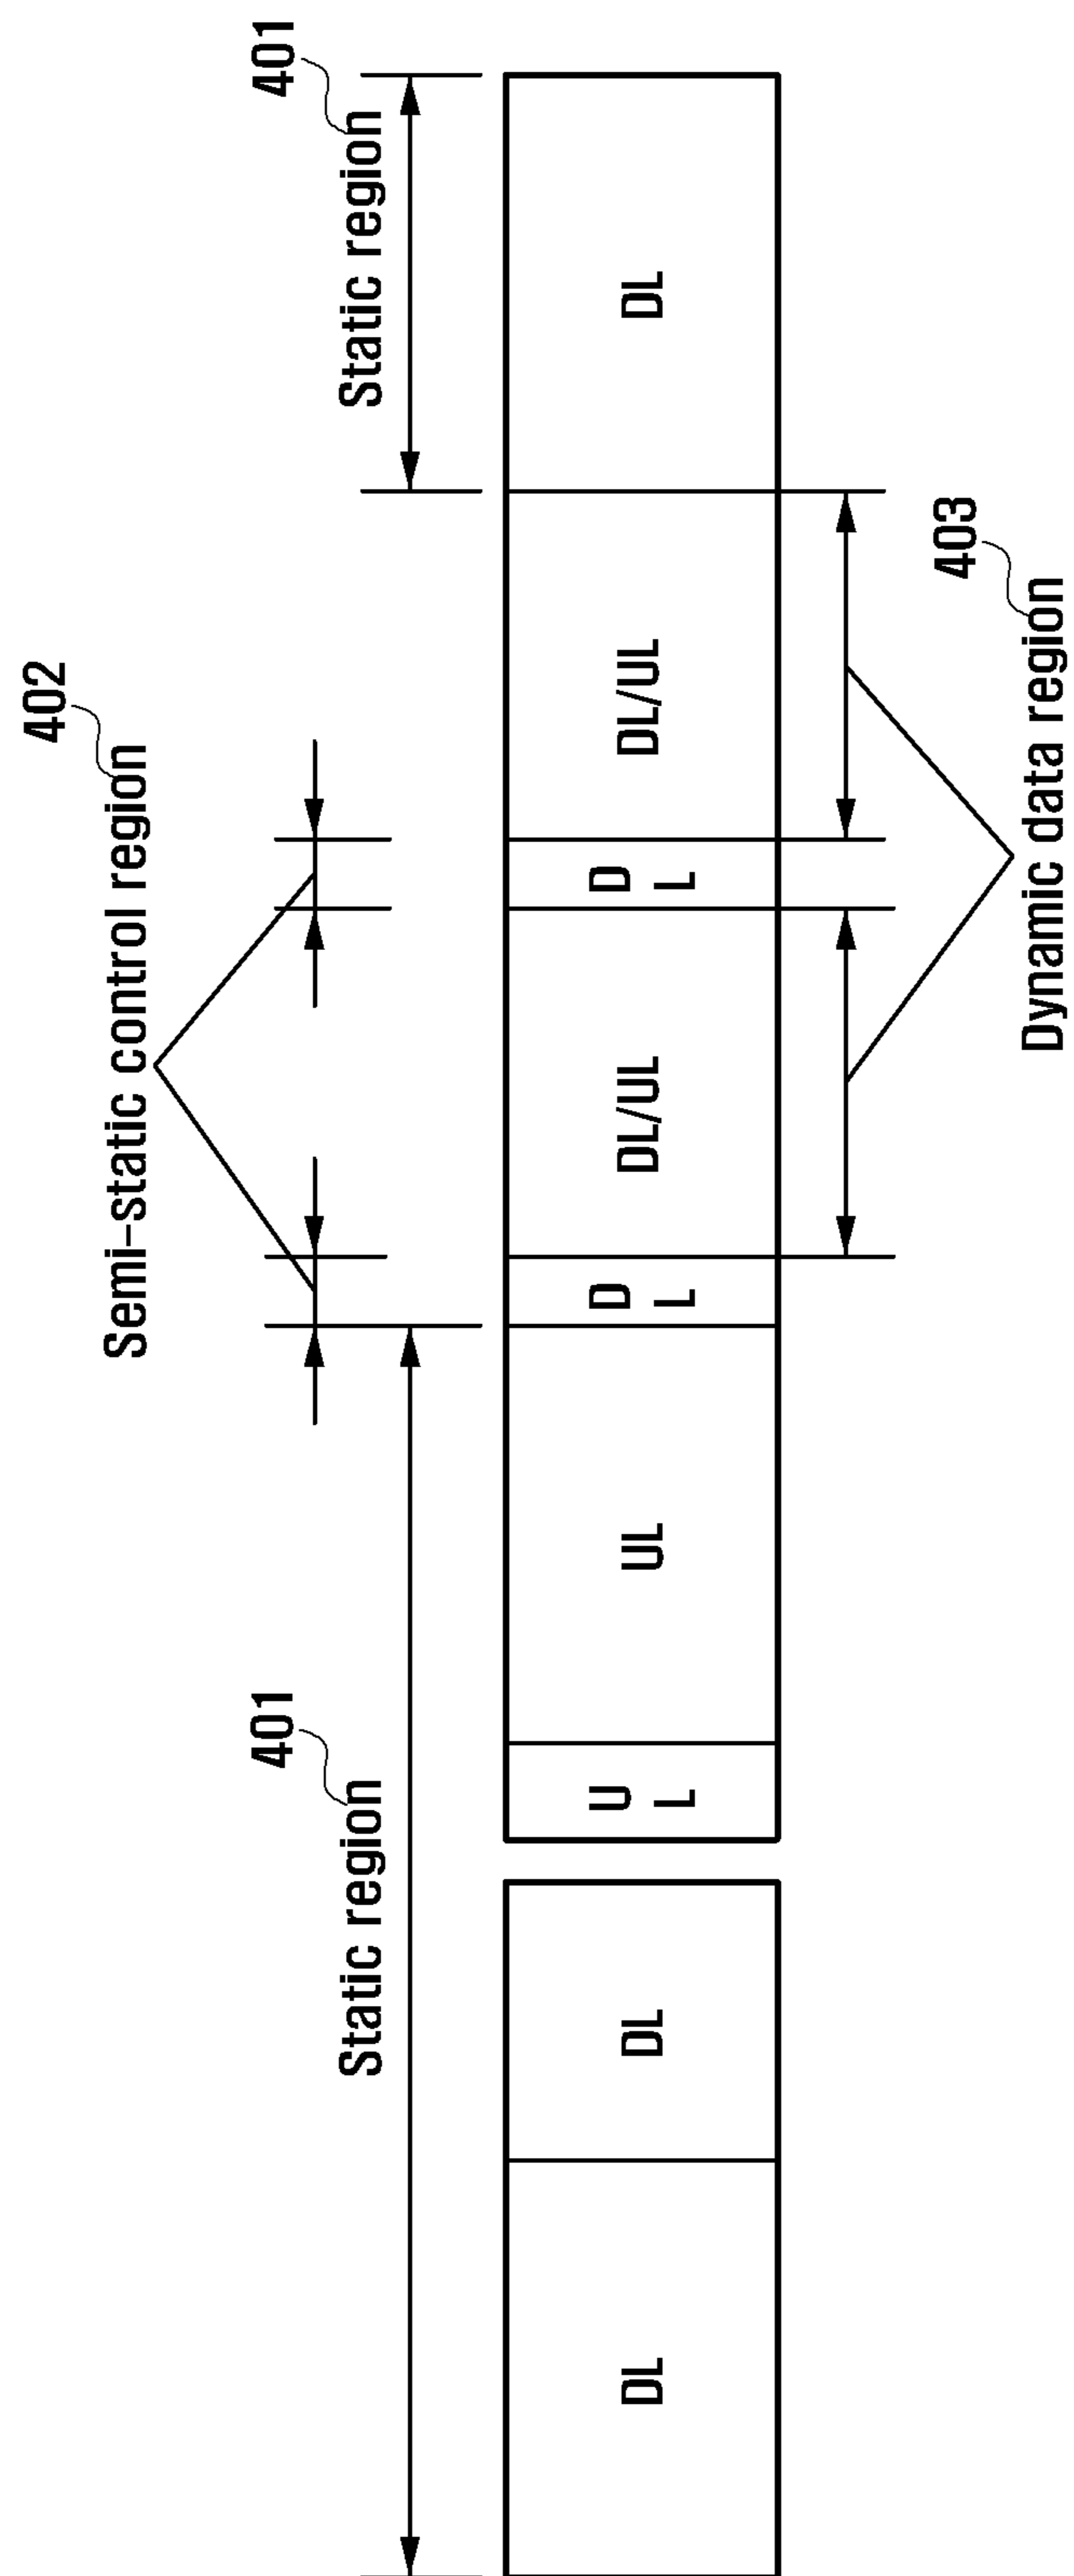 402
Semi-static control region
401
Static region
401
Static region
DL
DL
U
L
UL
D
L
DL/UL
D
L
DL/UL
DL
403
Dynamic data region